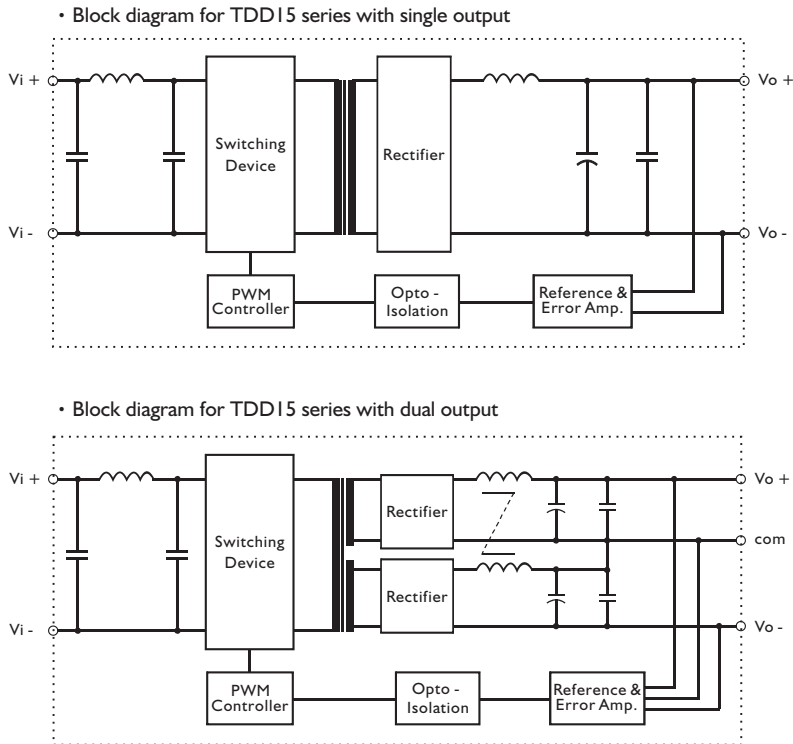 • Block diagram for TDD15 series with single output
Vi +
Vo +
Switching
Device
Rectifier
Vi -
Vo -
PWM
Controller
Opto -
Isolation
Reference &
Error Amp.
• Block diagram for TDD15 series with dual output
Vi +
Vo +
Rectifier
com
Switching
Device
Rectifier
Vi -
Vo -
PWM
Controller
Opto -
Isolation
Reference &
Error Amp.